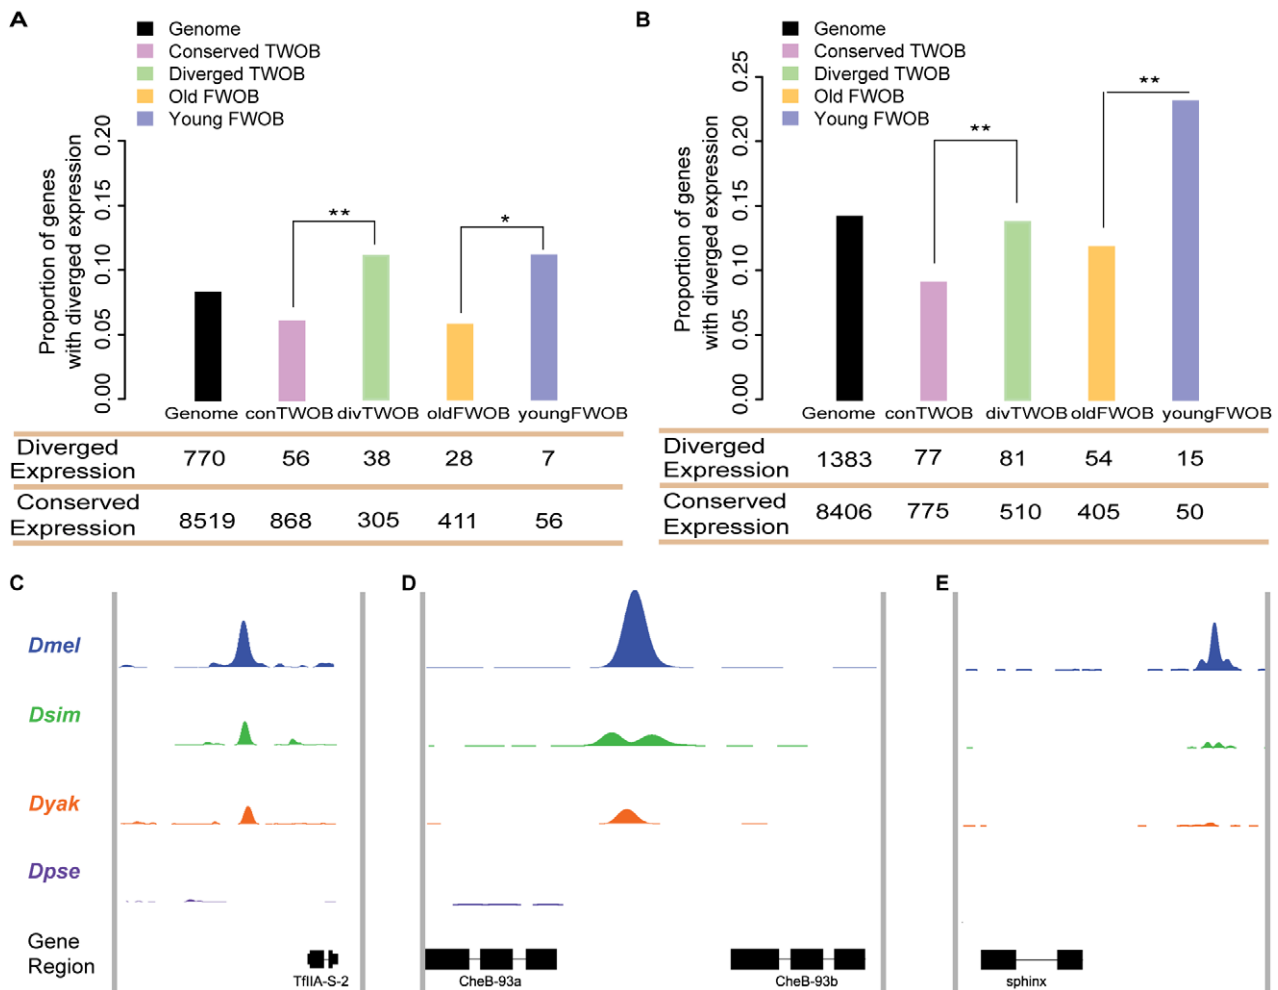 A
Genome
Conserved TWOB
Diverged TWOB
Old FWOB
Young FWOB
Proportion of genes
with diverged expression
0.20
0.15
0.10
0.05
0.00
**
*
Genome conTWOB divTWOB oldFWOB youngFWOB
Diverged
Expression 770 56 38 28 7
Conserved
Expression 8519 868 305 411 56
B
Genome
Conserved TWOB
Diverged TWOB
Old FWOB
Young FWOB
Proportion of genes
with diverged expression
0.25
0.20
0.15
0.10
0.05
0.00
**
**
Genome conTWOB divTWOB oldFWOB youngFWOB
Diverged
Expression 1383 77 81 54 15
Conserved
Expression 8406 775 510 405 50
C
D
E
Dmel
Dsim
Dyak
Dpse
Gene
Region
TfIIA-S-2
CheB-93a
CheB-93b
sphinx